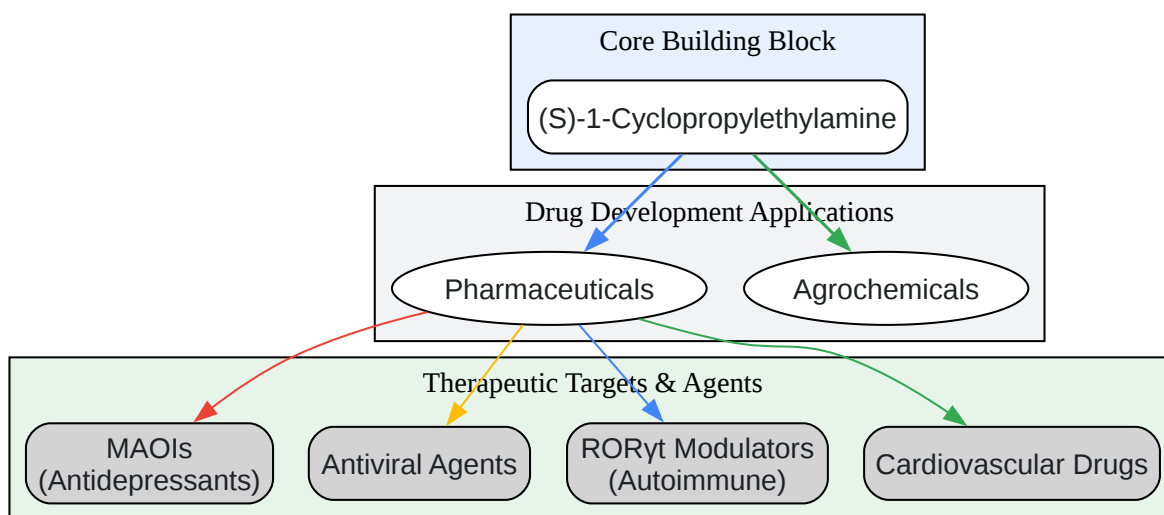 Core Building Block
(S)-1-Cyclopropylethylamine
Drug Development Applications
Pharmaceuticals
Agrochemicals
Therapeutic Targets & Agents
MAOIs
(Antidepressants)
Antiviral Agents
RORγt Modulators
(Autoimmune)
Cardiovascular Drugs